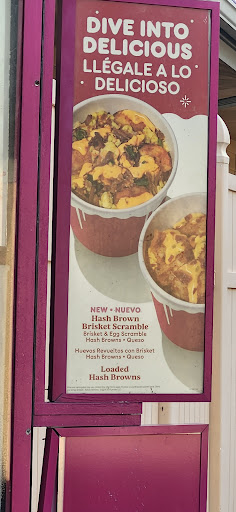 DIVE INTO
DELICIOUS
LLÉGALE A LO
DELICIOSO
NEW • NUEVO
Hash Brown
Brisket Scramble
Brisket & Egg Scramble
Hash Browns • Queso
Huevos Revueltos con Brisket
Hash Browns • Queso
Loaded
Hash Browns